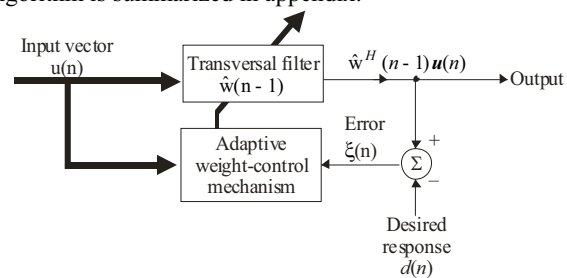 algorithm is summarized in appendix.
Input vector
u(n)
Transversal filter
ŵ(n - 1)
ŵᴴ (n - 1) u(n)
Output
Adaptive
weight-control
mechanism
Error
ξ(n)
+
Σ
−
Desired
response
d(n)